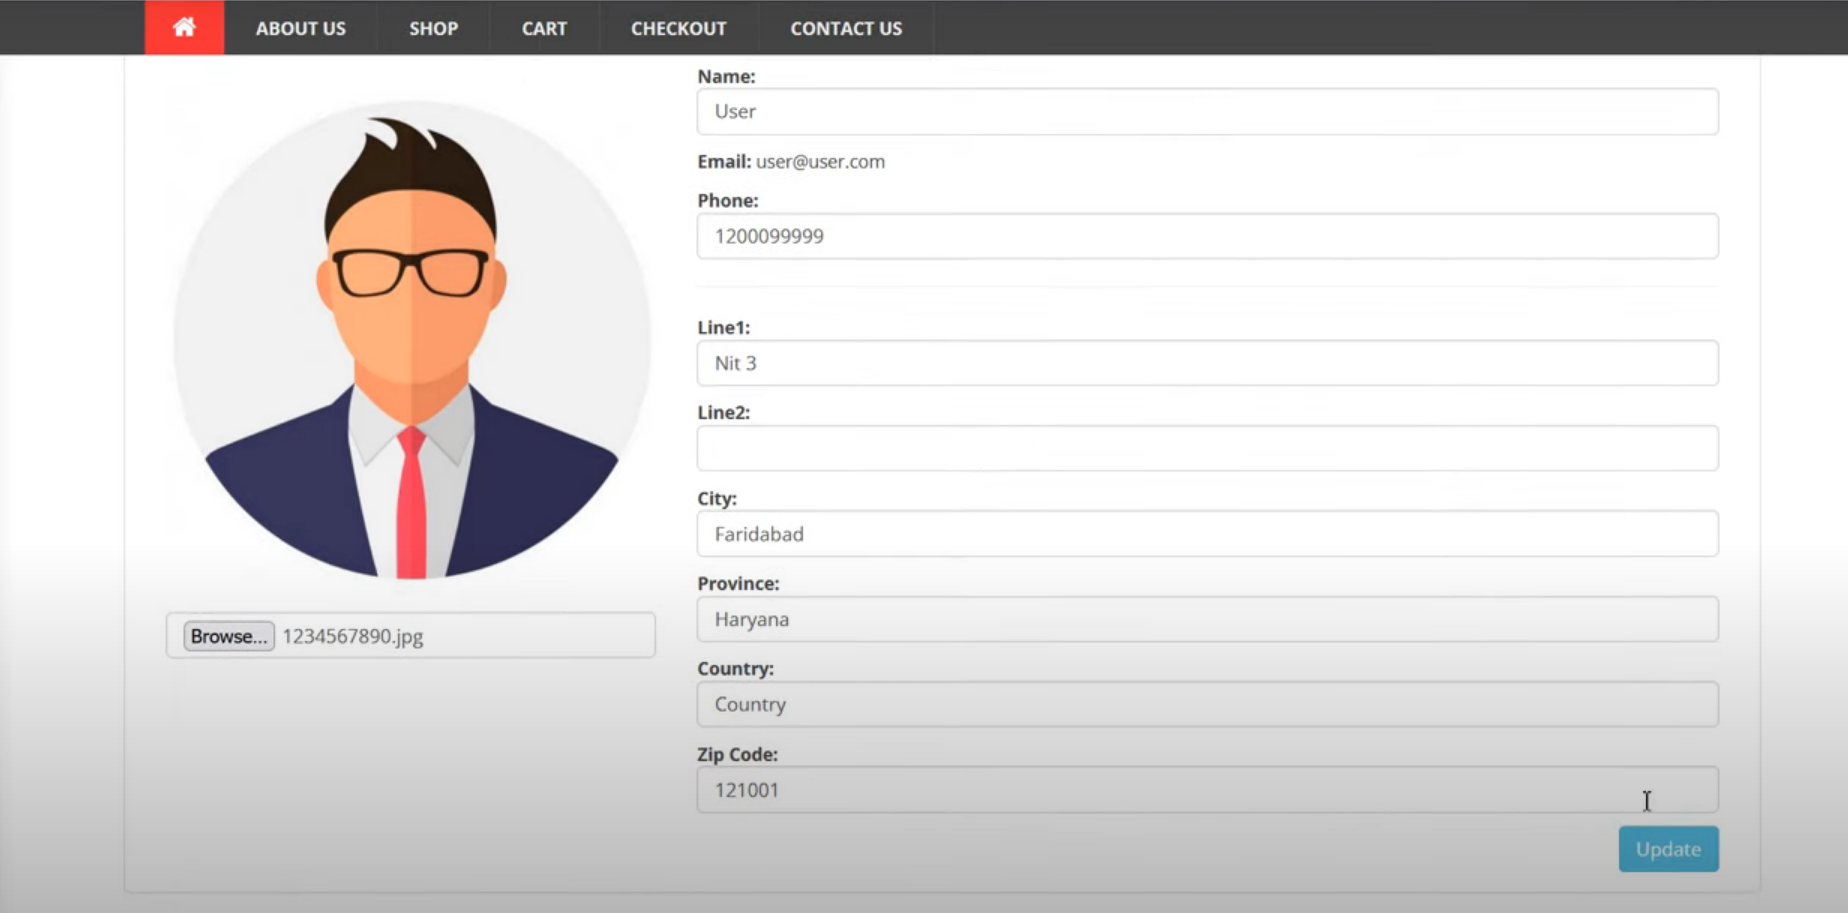 ABOUT US SHOP CART CHECKOUT CONTACT US
Name:
User
Email: user@user.com
Phone:
1200099999
Line1:
Nit 3
Line2:
City:
Faridabad
Province:
Haryana
Browse... 1234567890.jpg
Country:
Country
Zip Code:
121001
Update